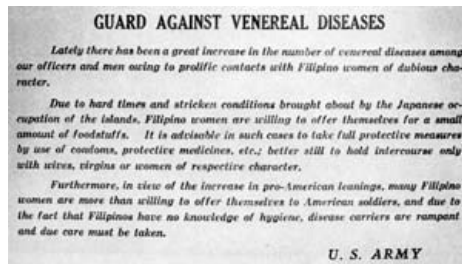 GUARD AGAINST VENEREAL DISEASES
Lately there has been a great increase in the number of venereal diseases among
our officers and men owing to prolific contacts with Filipino women of dubious cha-
racter.
Due to hard times and stricken conditions brought about by the Japanese oc-
cupation of the islands, Filipino women are willing to offer themselves for a small
amount of foodstuffs. It is advisable in such cases to take full protective measures
by use of condoms, protective medicines, etc.; better still to hold intercourse only
with wives, virgins or women of respective character.
Furthermore, in view of the increase in pro-American leanings, many Filipino
women are more than willing to offer themselves to American soldiers, and due to
the fact that Filipinos have no knowledge of hygiene, disease carriers are rampant
and due care must be taken.
U. S. ARMY